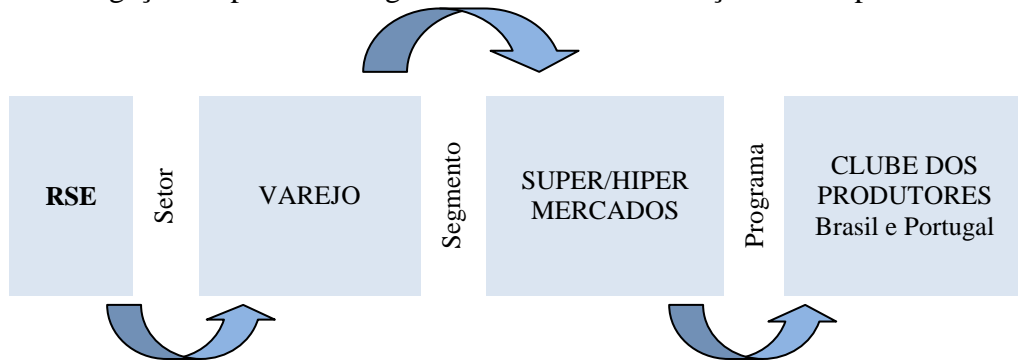 RSE
Setor
VAREJO
Segmento
SUPER/HIPER
MERCADOS
Programa
CLUBE DOS
PRODUTORES
Brasil e Portugal